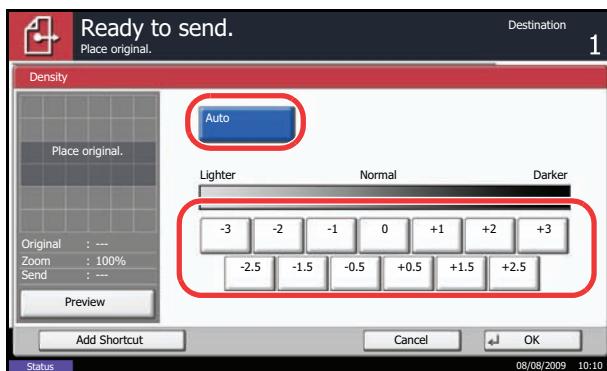 Ready to send.
Destination
Place original.
1
Density
Auto
Place original.
Lighter Normal Darker
-3 -2 -1 0 +1 +2 +3
-2.5 -1.5 -0.5 +0.5 +1.5 +2.5
Original : ---
Zoom : 100%
Send : ---
Preview
Add Shortcut Cancel OK
Status 08/08/2009 10:10